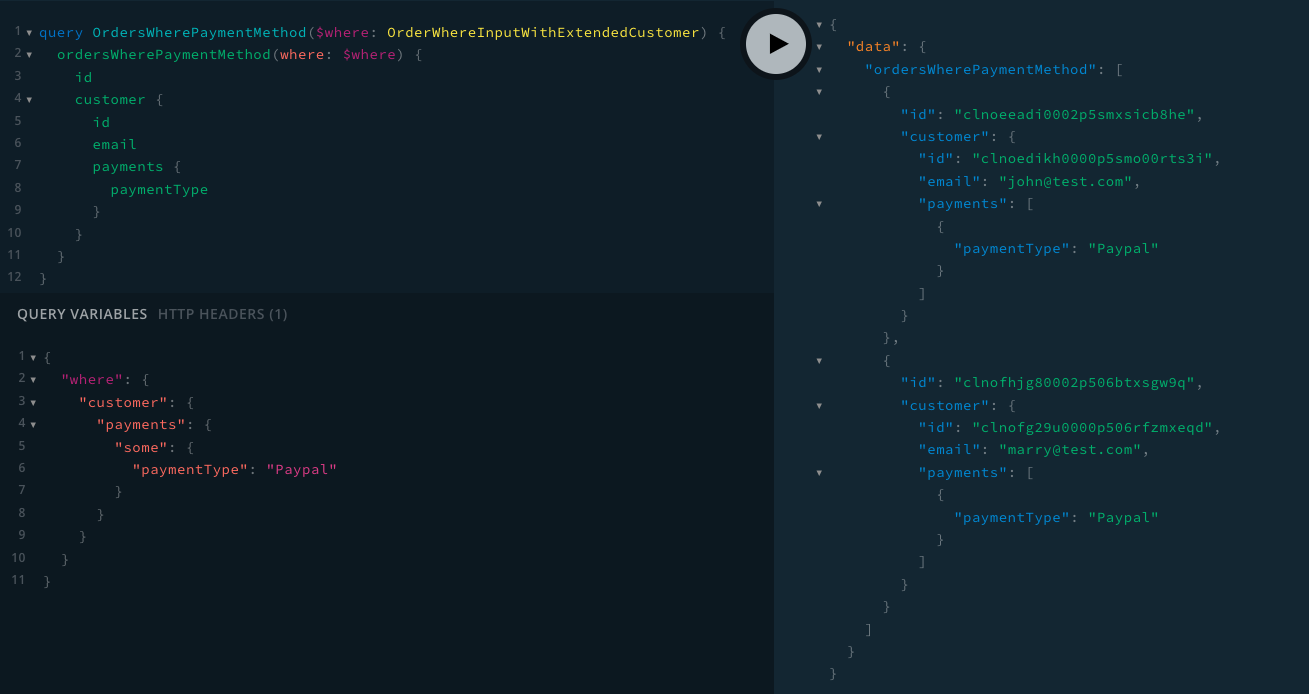 1 query OrdersWherePaymentMethod($where: OrderWhereInputWithExtendedCustomer) {
2 ordersWherePaymentMethod(where: $where) {
3 id
4 customer {
5 id
6 email
7 payments {
8 paymentType
9 }
10 }
11 }
12 }
QUERY VARIABLES HTTP HEADERS (1)
1 {
2 "where": {
3 "customer": {
4 "payments": {
5 "some": {
6 "paymentType": "Paypal"
7 }
8 }
9 }
10 }
11 }
{
"data": {
"ordersWherePaymentMethod": [
{
"id": "clnoeeadi0002p5smxsicb8he",
"customer": {
"id": "clnoedikh0000p5smo00rts3i",
"email": "john@test.com",
"payments": [
{
"paymentType": "Paypal"
}
]
}
},
{
"id": "clnofhjg80002p506btxsgw9q",
"customer": {
"id": "clnofg29u0000p506rfzmxeqd",
"email": "marry@test.com",
"payments": [
{
"paymentType": "Paypal"
}
]
}
}
]
}
}